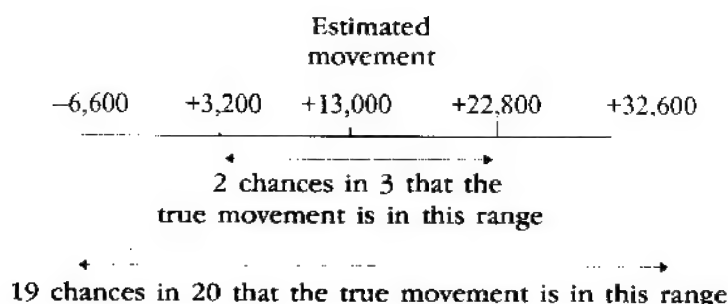 Estimated
movement
–6,600 +3,200 +13,000 +22,800 +32,600
2 chances in 3 that the
true movement is in this range
19 chances in 20 that the true movement is in this range